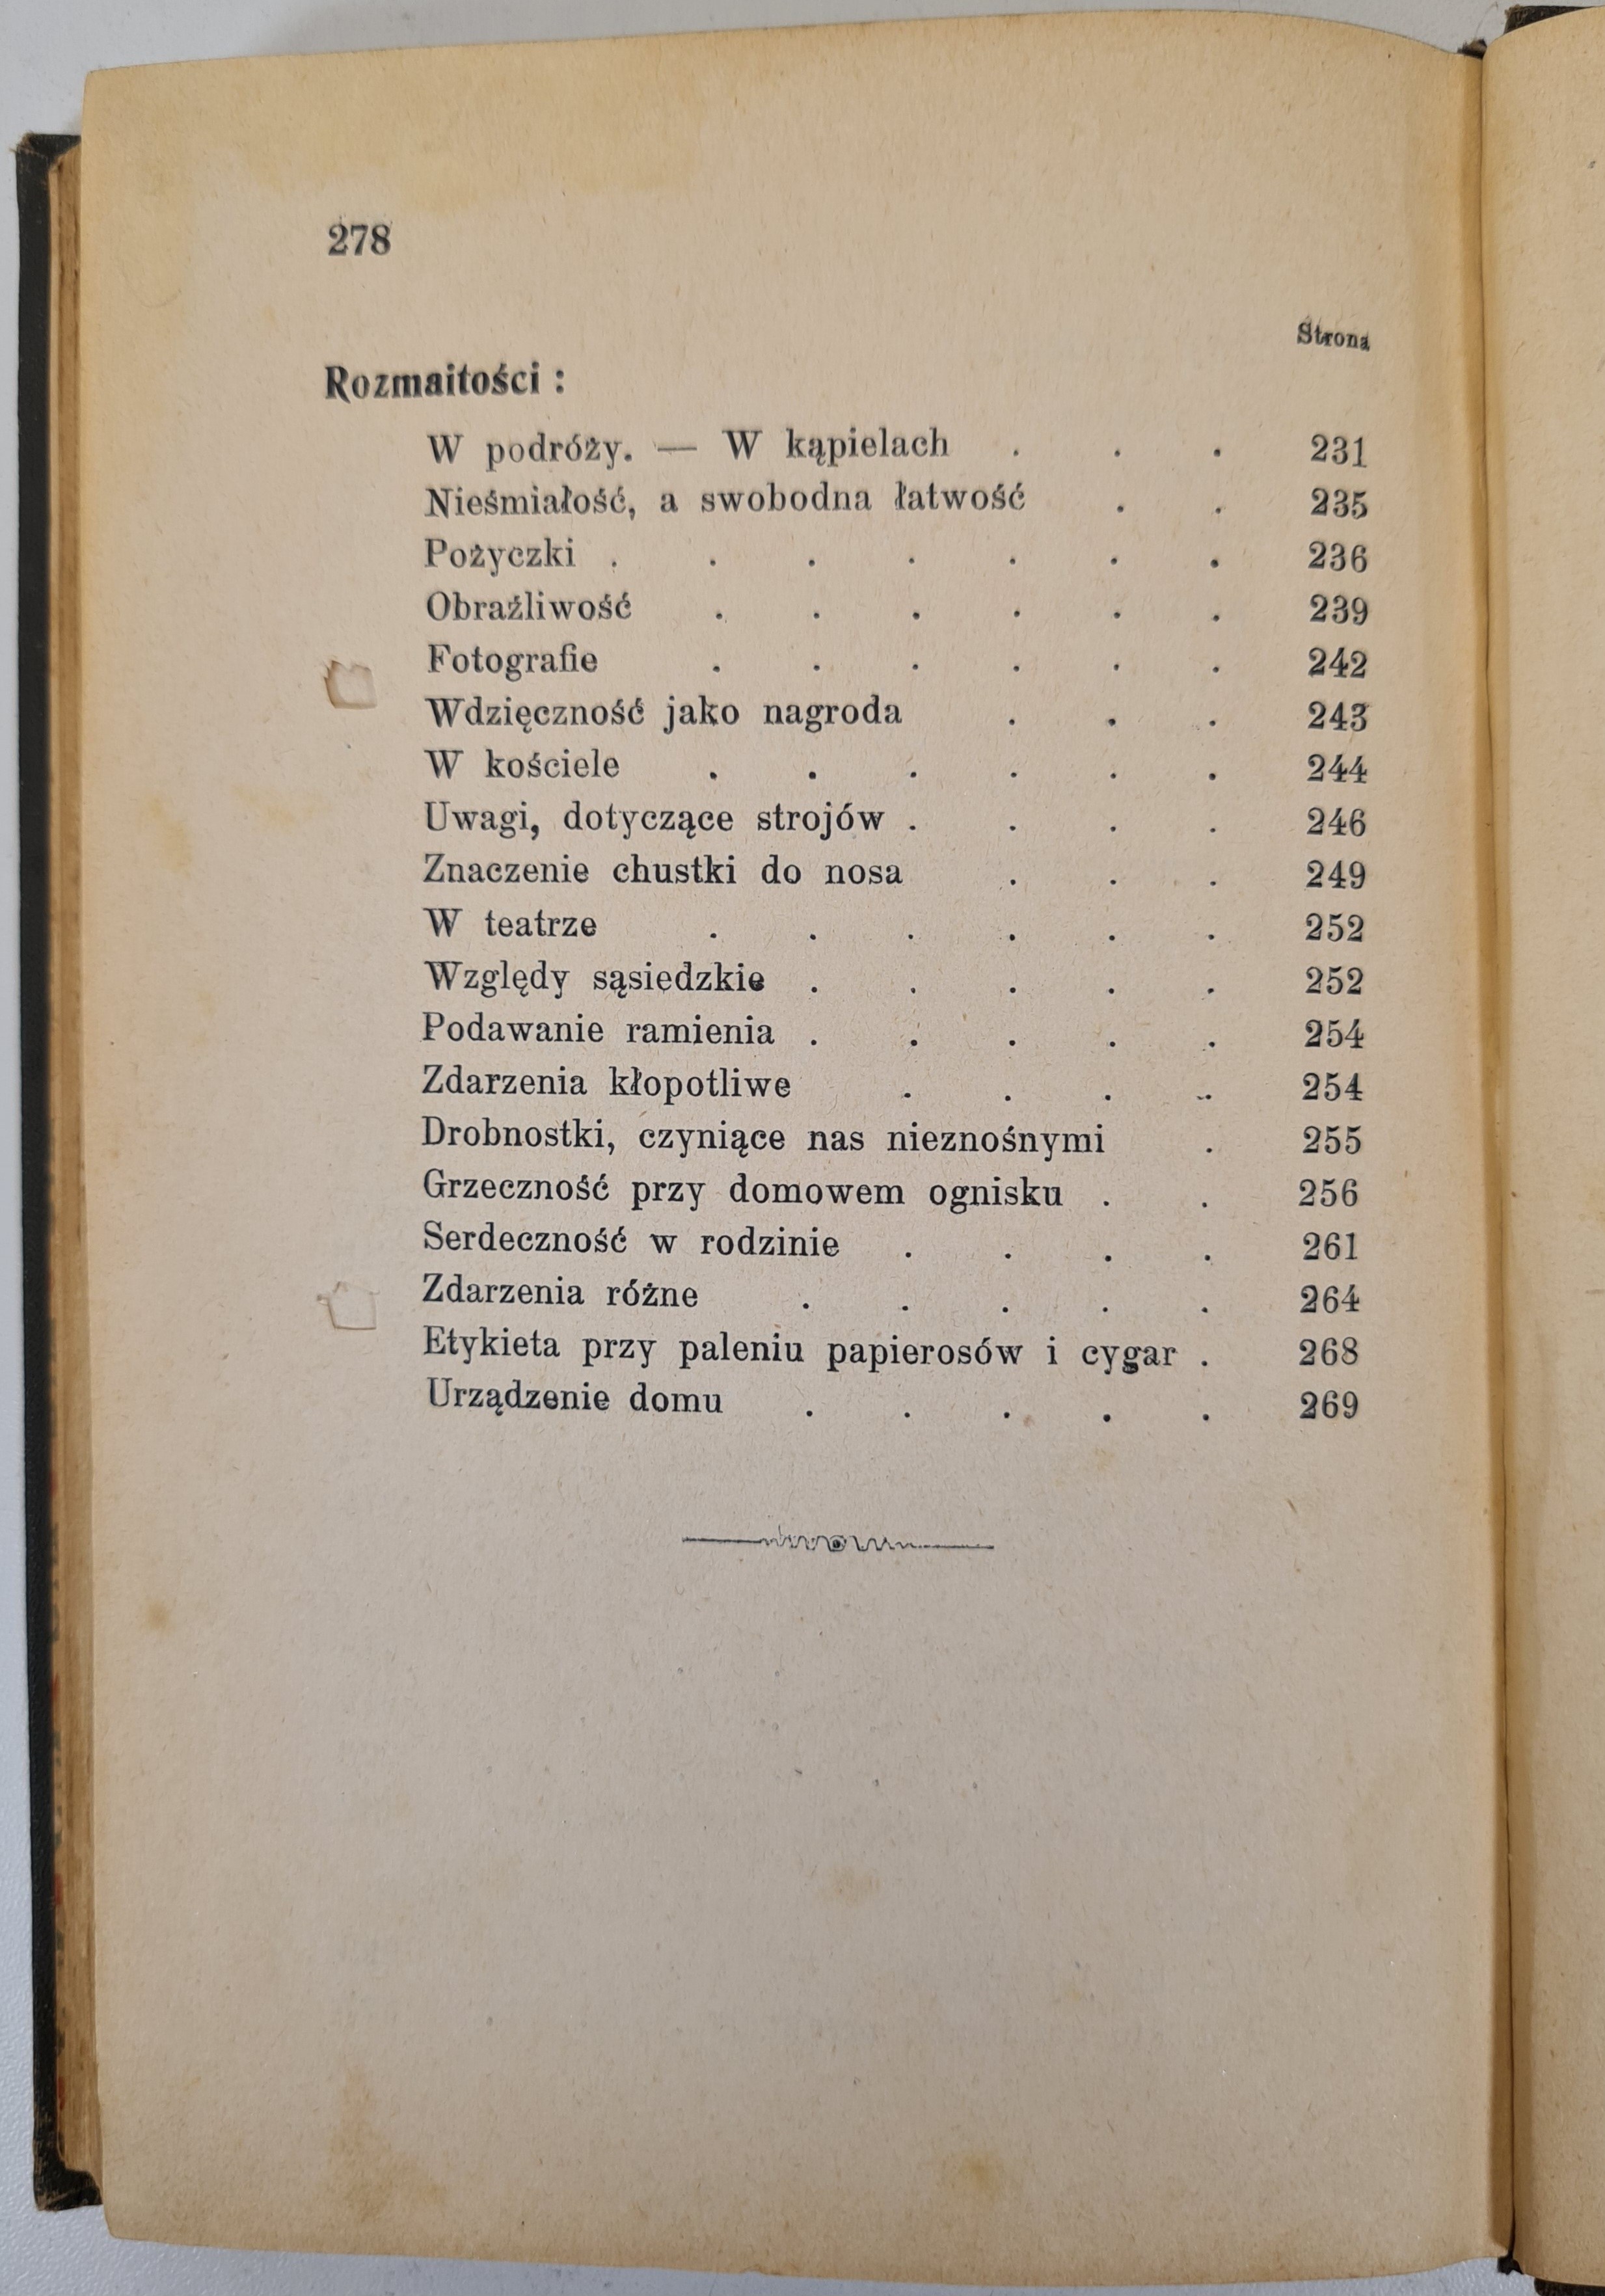 278
Strona
Rozmaitości :
W podróży. — W kąpielach . . . 231
Nieśmiałość, a swobodna łatwość . . 235
Pożyczki . . . . . . . 236
Obraźliwość . . . . . . 239
Fotografie . . . . . . 242
Wdzięczność jako nagroda . . . 243
W kościele . . . . . . 244
Uwagi, dotyczące strojów . . . . 246
Znaczenie chustki do nosa . . . 249
W teatrze . . . . . . 252
Względy sąsiedzkie . . . . . 252
Podawanie ramienia . . . . . 254
Zdarzenia kłopotliwe . . . . 254
Drobnostki, czyniące nas nieznośnymi . 255
Grzeczność przy domowem ognisku . . 256
Serdeczność w rodzinie . . . . 261
Zdarzenia różne . . . . . 264
Etykieta przy paleniu papierosów i cygar . 268
Urządzenie domu . . . . . 269